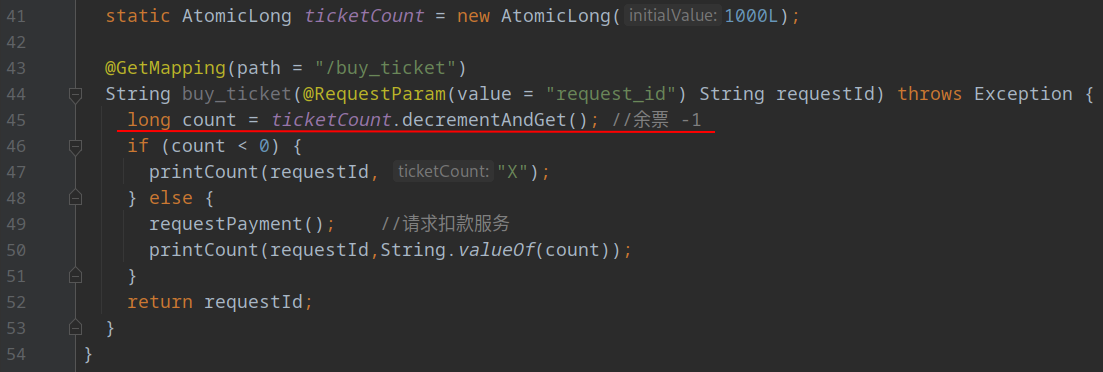 41 static AtomicLong ticketCount = new AtomicLong( initialValue: 1000L);
42
43 @GetMapping(path = "/buy_ticket")
44 String buy_ticket(@RequestParam(value = "request_id") String requestId) throws Exception {
45 long count = ticketCount.decrementAndGet(); //余票 -1
46 if (count < 0) {
47 printCount(requestId, ticketCount: "X");
48 } else {
49 requestPayment(); //请求扣款服务
50 printCount(requestId,String.valueOf(count));
51 }
52 return requestId;
53 }
54 }